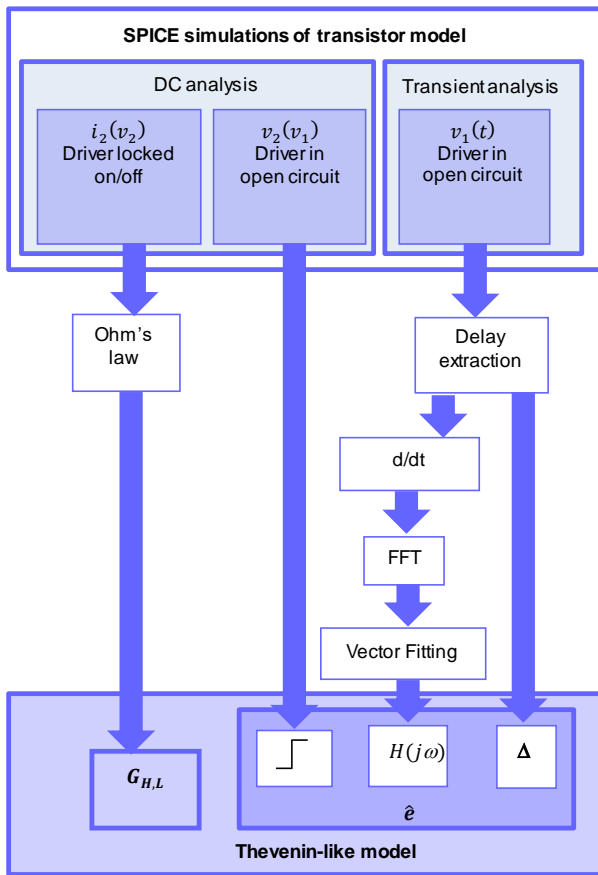 SPICE simulations of transistor model
DC analysis
Transient analysis
i₂(v₂)
Driver locked
on/off
v₂(v₁)
Driver in
open circuit
v₁(t)
Driver in
open circuit
Ohm's
law
Delay
extraction
d/dt
FFT
Vector Fitting
G_{H,L}
H(jω)
Δ
ê
Thevenin-like model